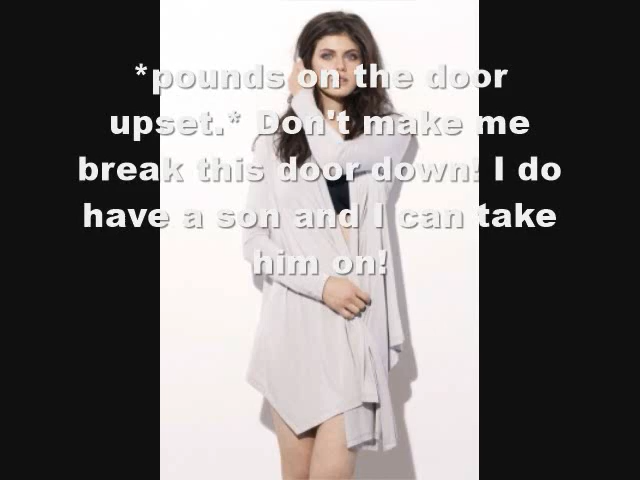 *pounds on the door
upset.* Don't make me
break this door down! I do
have a son and I can take
him on!